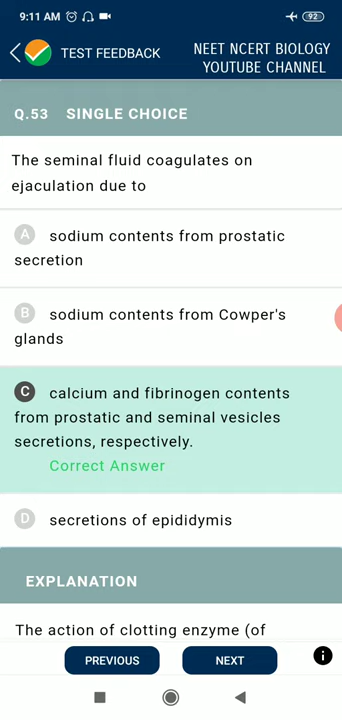 9:11 AM
92
TEST FEEDBACK
NEET NCERT BIOLOGY
YOUTUBE CHANNEL
Q.53 SINGLE CHOICE
The seminal fluid coagulates on
ejaculation due to
A sodium contents from prostatic
secretion
B sodium contents from Cowper's
glands
C calcium and fibrinogen contents
from prostatic and seminal vesicles
secretions, respectively.
Correct Answer
D secretions of epididymis
EXPLANATION
The action of clotting enzyme (of
PREVIOUS
NEXT
i